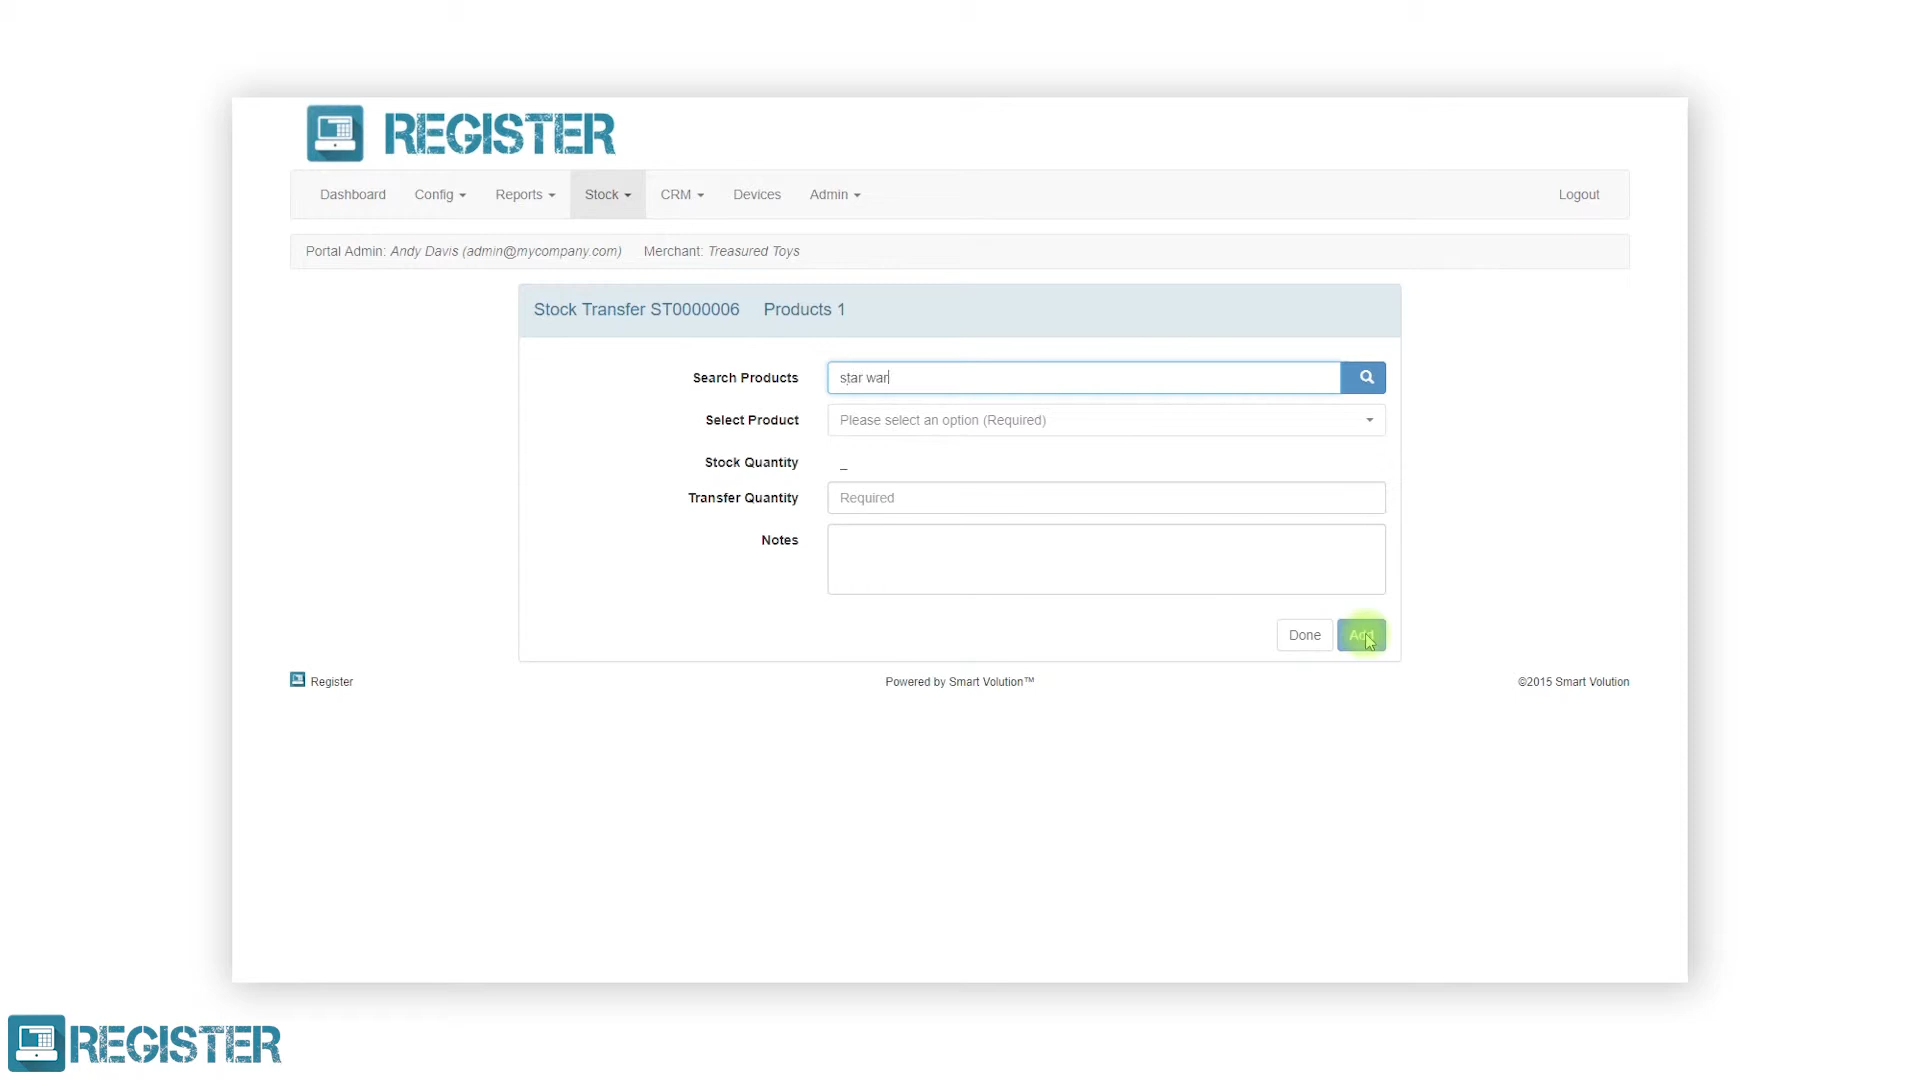 REGISTER
Dashboard Config Reports Stock CRM Devices Admin Logout
Portal Admin: Andy Davis (admin@mycompany.com) Merchant: Treasured Toys
Stock Transfer ST0000006 Products 1
Search Products star war
Select Product Please select an option (Required)
Stock Quantity _
Transfer Quantity Required
Notes
Done Add
Register Powered by Smart Volution™ ©2015 Smart Volution
REGISTER